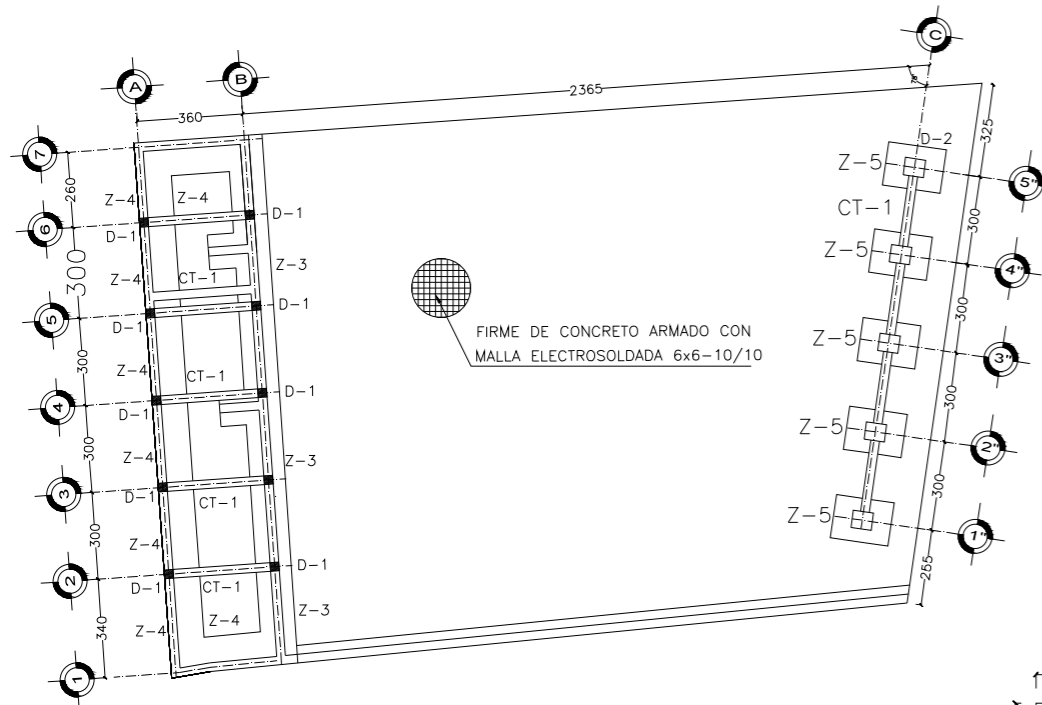 C
A
B
2365
78
360
325
7
260
Z-4
Z-4
D-2
Z-5
5"
6
D-1
D-1
CT-1
300
300
Z-4
CT-1
Z-3
Z-5
4"
5
D-1
D-1
FIRME DE CONCRETO ARMADO CON
MALLA ELECTROSOLDADA 6x6-10/10
300
Z-5
3"
300
Z-4
CT-1
4
D-1
D-1
300
Z-5
2"
300
Z-4
Z-3
3
D-1
CT-1
300
Z-5
1"
300
Z-4
2
D-1
CT-1
D-1
255
Z-4
Z-4
Z-3
340
1